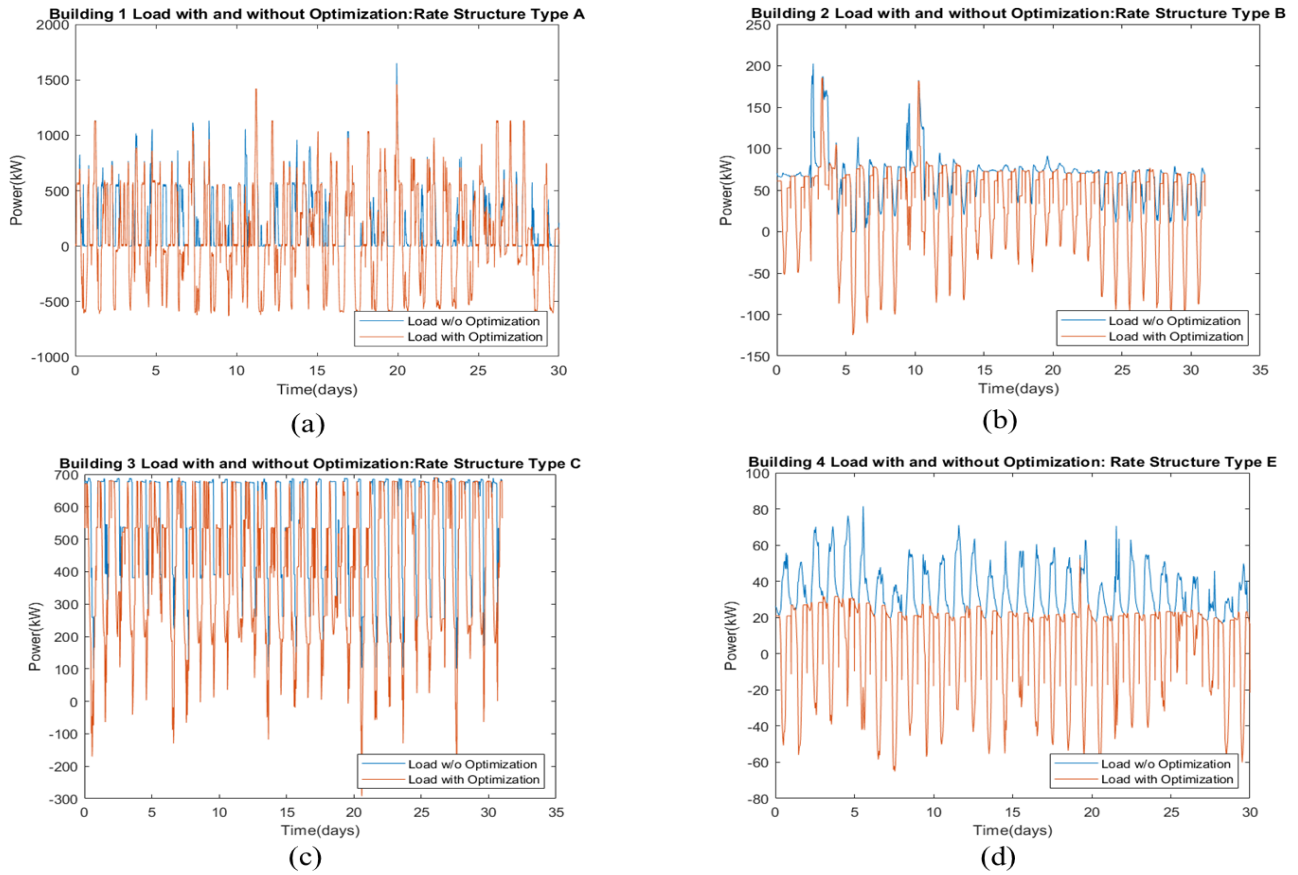 Building 1 Load with and without Optimization:Rate Structure Type A
2000
1500
1000
500
0
-500
-1000
Power(kW)
0 5 10 15 20 25 30
Time(days)
Load w/o Optimization
Load with Optimization
(a)
Building 2 Load with and without Optimization:Rate Structure Type B
250
200
150
100
50
0
-50
-100
-150
Power(kW)
0 5 10 15 20 25 30 35
Time(days)
Load w/o Optimization
Load with Optimization
(b)
Building 3 Load with and without Optimization:Rate Structure Type C
700
600
500
400
300
200
100
0
-100
-200
-300
Power(kW)
0 5 10 15 20 25 30 35
Time(days)
Load w/o Optimization
Load with Optimization
(c)
Building 4 Load with and without Optimization: Rate Structure Type E
100
80
60
40
20
0
-20
-40
-60
-80
Power(kW)
0 5 10 15 20 25 30
Time(days)
Load w/o Optimization
Load with Optimization
(d)